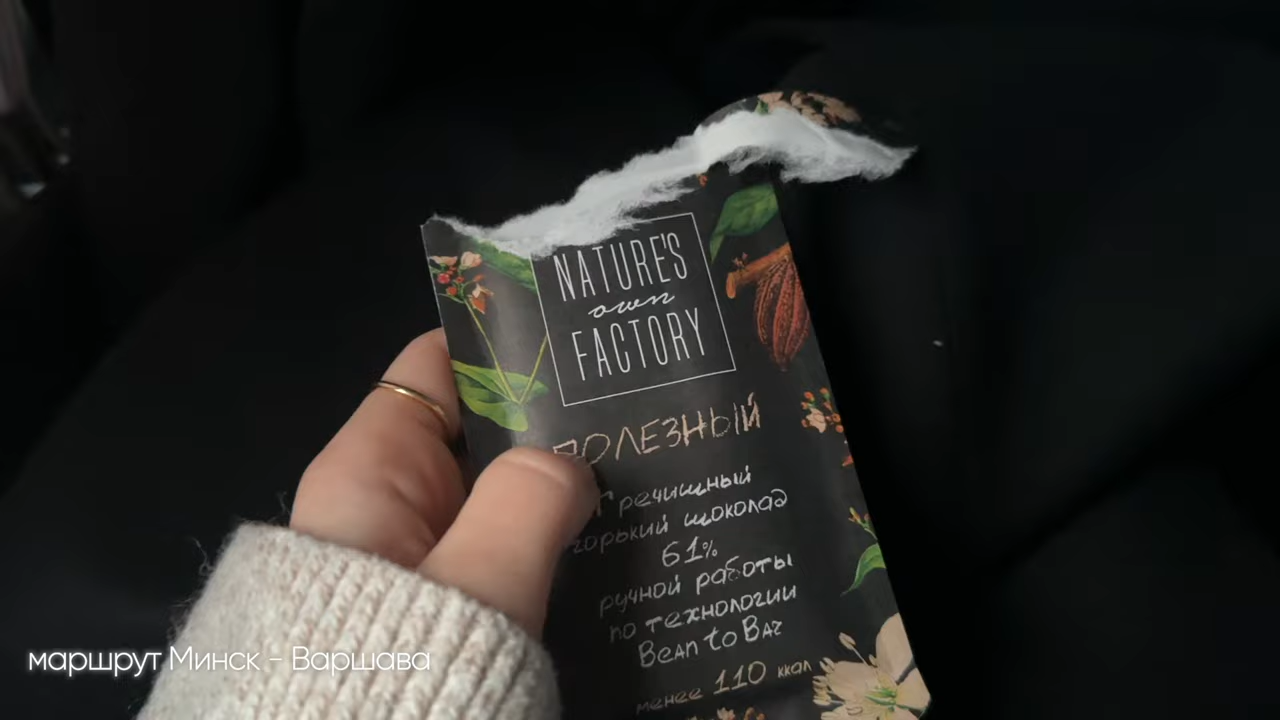 NATURE'S
own
FACTORY
ПОЛЕЗНЫЙ
Гречишный
горький шоколад
61%
ручной работы
по технологии
Bean to Bar
менее 110 ккал
маршрут Минск - Варшава